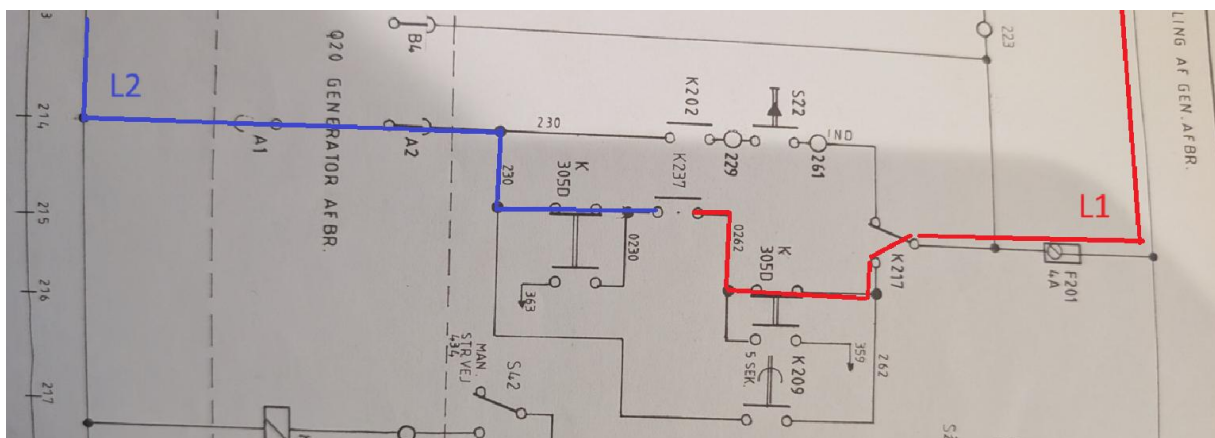 L2
L1
214
215
216
217
A1
A2
B4
Q20 GENERATOR AFBR.
230
230
K
305D
K202
229
S22
261
IND
K237
0230
363
0262
K
305D
359
K209
5 SEK.
262
K217
F201
4A
223
LING AF GEN.AFBR.
S42
MAN
STR VEJ
434